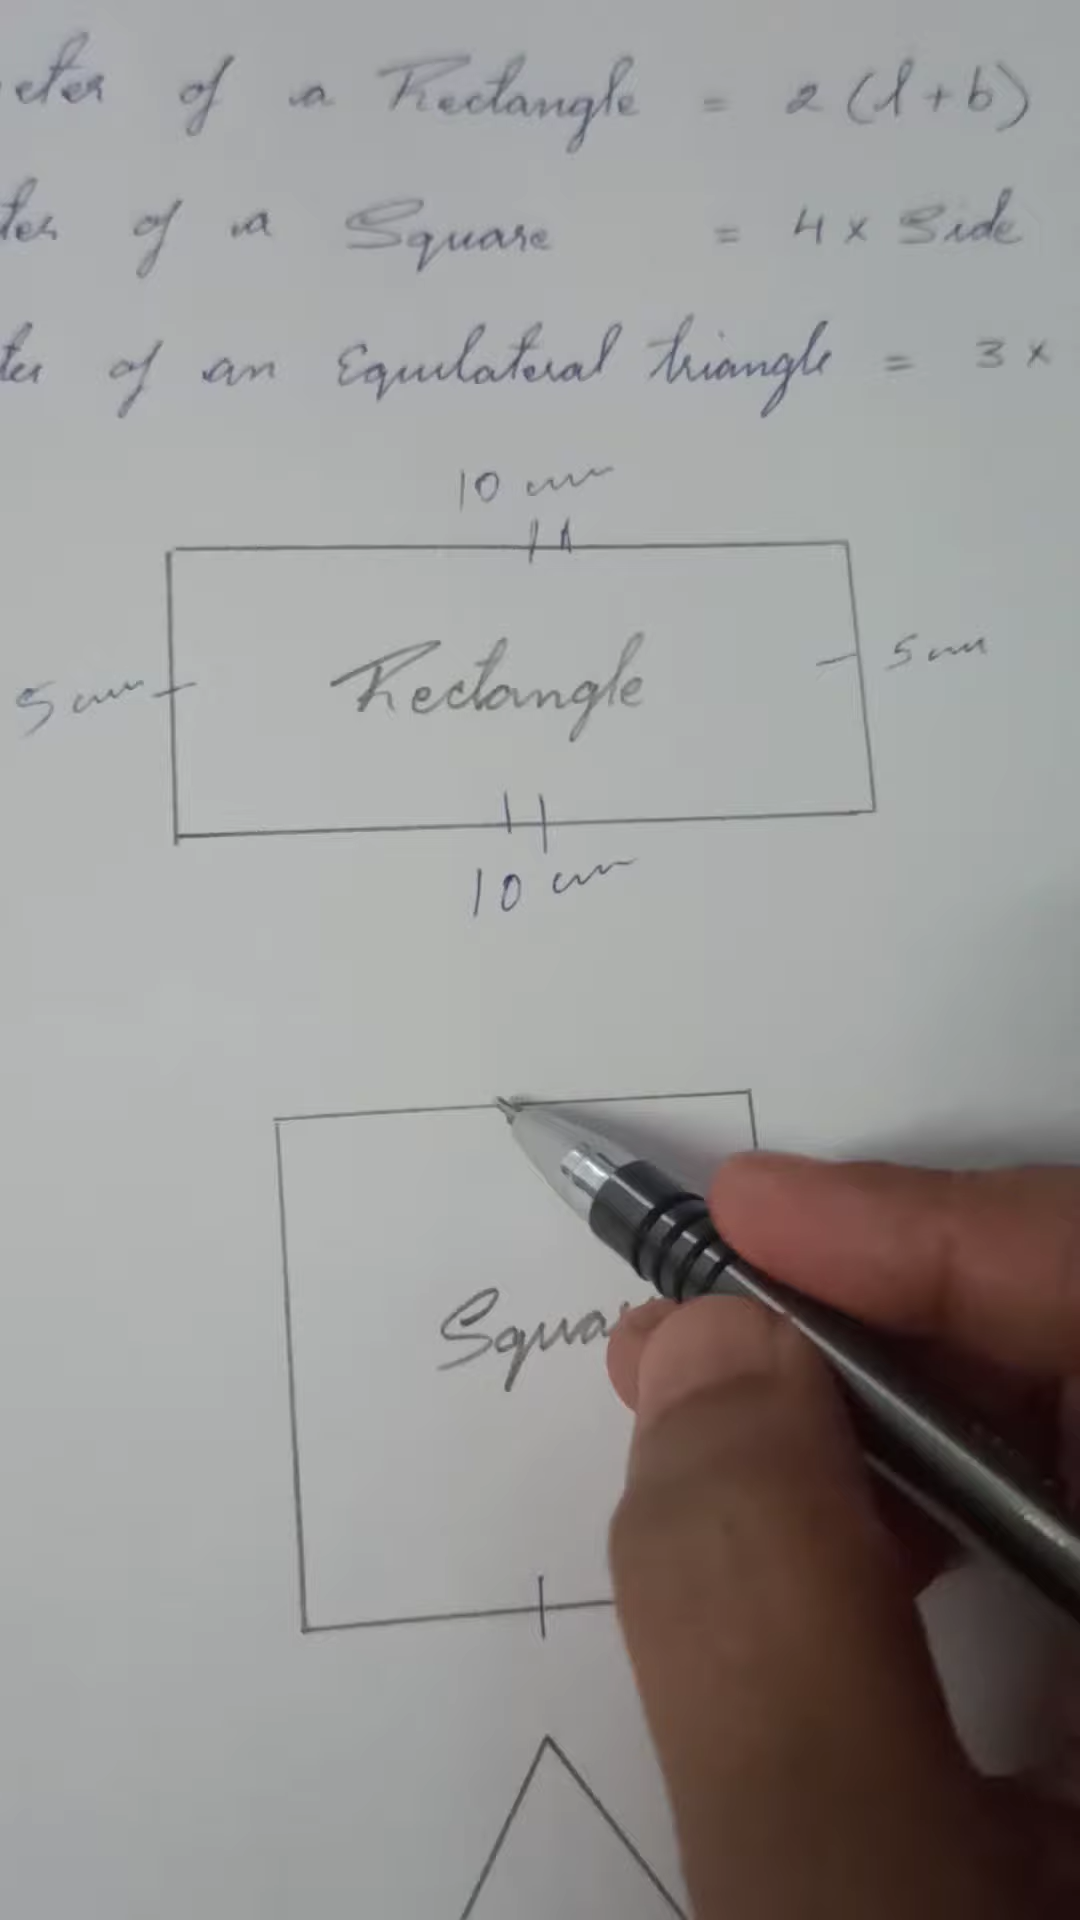 of a Rectangle = 2 (l + b)
of a Square = 4 × Side
of an Equilateral triangle = 3 ×
10 cm
5 cm
Rectangle
5 cm
10 cm